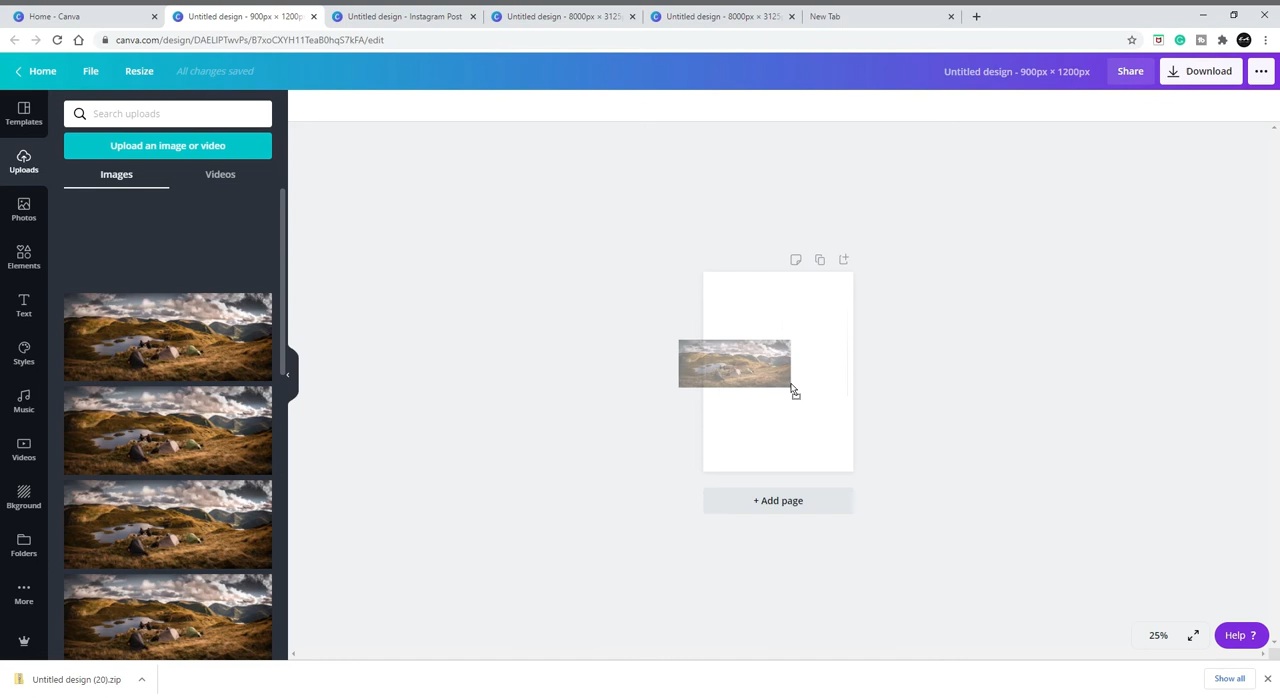 Home - Canva
Untitled design - 900px × 1200p
Untitled design - Instagram Post
Untitled design - 8000px × 3125
Untitled design - 8000px × 3125
New Tab
canva.com/design/DAELlPTwvPs/B7xoCXYH11TeaB0hqS7kFA/edit
Home
File
Resize
All changes saved
Untitled design - 900px × 1200px
Share
Download
Templates
Uploads
Photos
Elements
Text
Styles
Music
Videos
Bkground
Folders
More
Search uploads
Upload an image or video
Images
Videos
+ Add page
25%
Help ?
Untitled design (20).zip
Show all